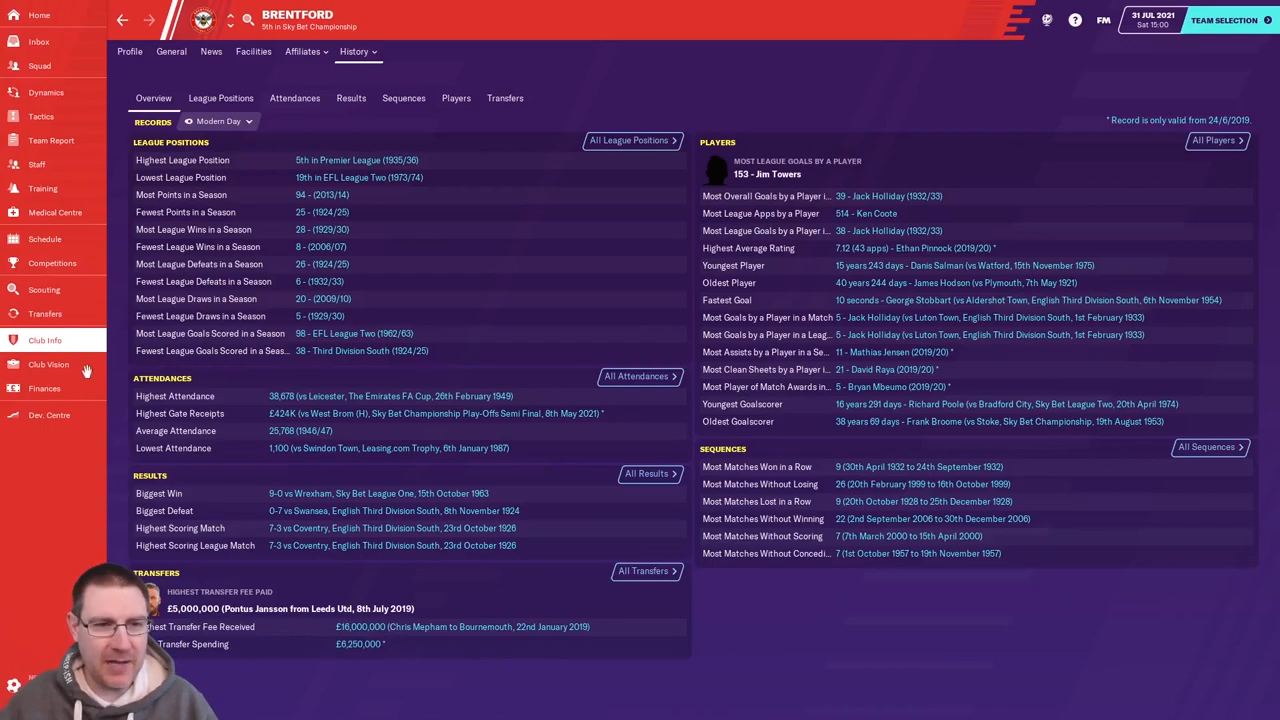 Home
Inbox
Squad
Dynamics
Tactics
Team Report
Staff
Training
Medical Centre
Schedule
Competitions
Scouting
Transfers
Club Info
Club Vision
Finances
Dev. Centre
BRENTFORD
5th in Sky Bet Championship
?
FM
31 JUL 2021
Sat 15:00
TEAM SELECTION
Profile General News Facilities Affiliates History
Overview League Positions Attendances Results Sequences Players Transfers
RECORDS Modern Day
* Record is only valid from 24/6/2019.
LEAGUE POSITIONS All League Positions
Highest League Position 5th in Premier League (1935/36)
Lowest League Position 19th in EFL League Two (1973/74)
Most Points in a Season 94 - (2013/14)
Fewest Points in a Season 25 - (1924/25)
Most League Wins in a Season 28 - (1929/30)
Fewest League Wins in a Season 8 - (2006/07)
Most League Defeats in a Season 26 - (1924/25)
Fewest League Defeats in a Season 6 - (1932/33)
Most League Draws in a Season 20 - (2009/10)
Fewest League Draws in a Season 5 - (1929/30)
Most League Goals Scored in a Season 98 - EFL League Two (1962/63)
Fewest League Goals Scored in a Seas... 38 - Third Division South (1924/25)
ATTENDANCES All Attendances
Highest Attendance 38,678 (vs Leicester, The Emirates FA Cup, 26th February 1949)
Highest Gate Receipts £424K (vs West Brom (H), Sky Bet Championship Play-Offs Semi Final, 8th May 2021) *
Average Attendance 25,768 (1946/47)
Lowest Attendance 1,100 (vs Swindon Town, Leasing.com Trophy, 6th January 1987)
RESULTS All Results
Biggest Win 9-0 vs Wrexham, Sky Bet League One, 15th October 1963
Biggest Defeat 0-7 vs Swansea, English Third Division South, 8th November 1924
Highest Scoring Match 7-3 vs Coventry, English Third Division South, 23rd October 1926
Highest Scoring League Match 7-3 vs Coventry, English Third Division South, 23rd October 1926
TRANSFERS All Transfers
HIGHEST TRANSFER FEE PAID
£5,000,000 (Pontus Jansson from Leeds Utd, 8th July 2019)
ighest Transfer Fee Received £16,000,000 (Chris Mepham to Bournemouth, 22nd January 2019)
Transfer Spending £6,250,000 *
PLAYERS All Players
MOST LEAGUE GOALS BY A PLAYER
153 - Jim Towers
Most Overall Goals by a Player i... 39 - Jack Holliday (1932/33)
Most League Apps by a Player 514 - Ken Coote
Most League Goals by a Player i... 38 - Jack Holliday (1932/33)
Highest Average Rating 7.12 (43 apps) - Ethan Pinnock (2019/20) *
Youngest Player 15 years 243 days - Danis Salman (vs Watford, 15th November 1975)
Oldest Player 40 years 244 days - James Hodson (vs Plymouth, 7th May 1921)
Fastest Goal 10 seconds - George Stobbart (vs Aldershot Town, English Third Division South, 6th November 1954)
Most Goals by a Player in a Match 5 - Jack Holliday (vs Luton Town, English Third Division South, 1st February 1933)
Most Goals by a Player in a Leag... 5 - Jack Holliday (vs Luton Town, English Third Division South, 1st February 1933)
Most Assists by a Player in a Se... 11 - Mathias Jensen (2019/20) *
Most Clean Sheets by a Player in... 21 - David Raya (2019/20) *
Most Player of Match Awards in... 5 - Bryan Mbeumo (2019/20) *
Youngest Goalscorer 16 years 291 days - Richard Poole (vs Bradford City, Sky Bet League Two, 20th April 1974)
Oldest Goalscorer 38 years 69 days - Frank Broome (vs Stoke, Sky Bet Championship, 19th August 1953)
SEQUENCES All Sequences
Most Matches Won in a Row 9 (30th April 1932 to 24th September 1932)
Most Matches Without Losing 26 (20th February 1999 to 16th October 1999)
Most Matches Lost in a Row 9 (20th October 1928 to 25th December 1928)
Most Matches Without Winning 22 (2nd September 2006 to 30th December 2006)
Most Matches Without Scoring 7 (7th March 2000 to 15th April 2000)
Most Matches Without Concedi... 7 (1st October 1957 to 19th November 1957)